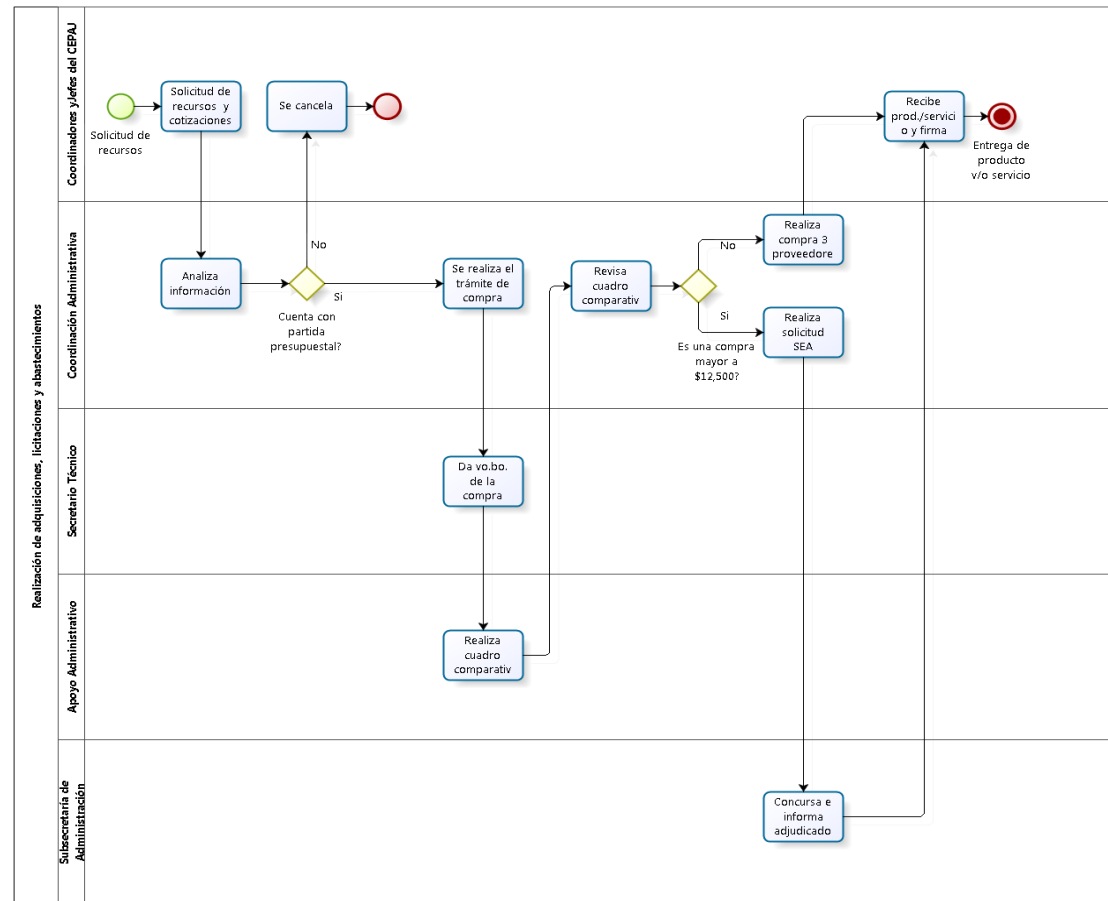 Realización de adquisiciones, licitaciones y abastecimientos
Coordinadores yJefes del CEPAJ
Solicitud de
recursos
Solicitud de
recursos y
cotizaciones
Se cancela
Recibe
prod./servici
o y firma
Entrega de
producto
y/o servicio
Coordinación Administrativa
Analiza
información
No
Si
Cuenta con
partida
presupuestal?
Se realiza el
trámite de
compra
Revisa
cuadro
comparativ
No
Si
Es una compra
mayor a
$12,500?
Realiza
compra 3
proveedore
Realiza
solicitud
SEA
Secretario Técnico
Da vo.bo.
de la
compra
Apoyo Administrativo
Realiza
cuadro
comparativ
Subsecretaría de
Administración
Concursa e
informa
adjudicado